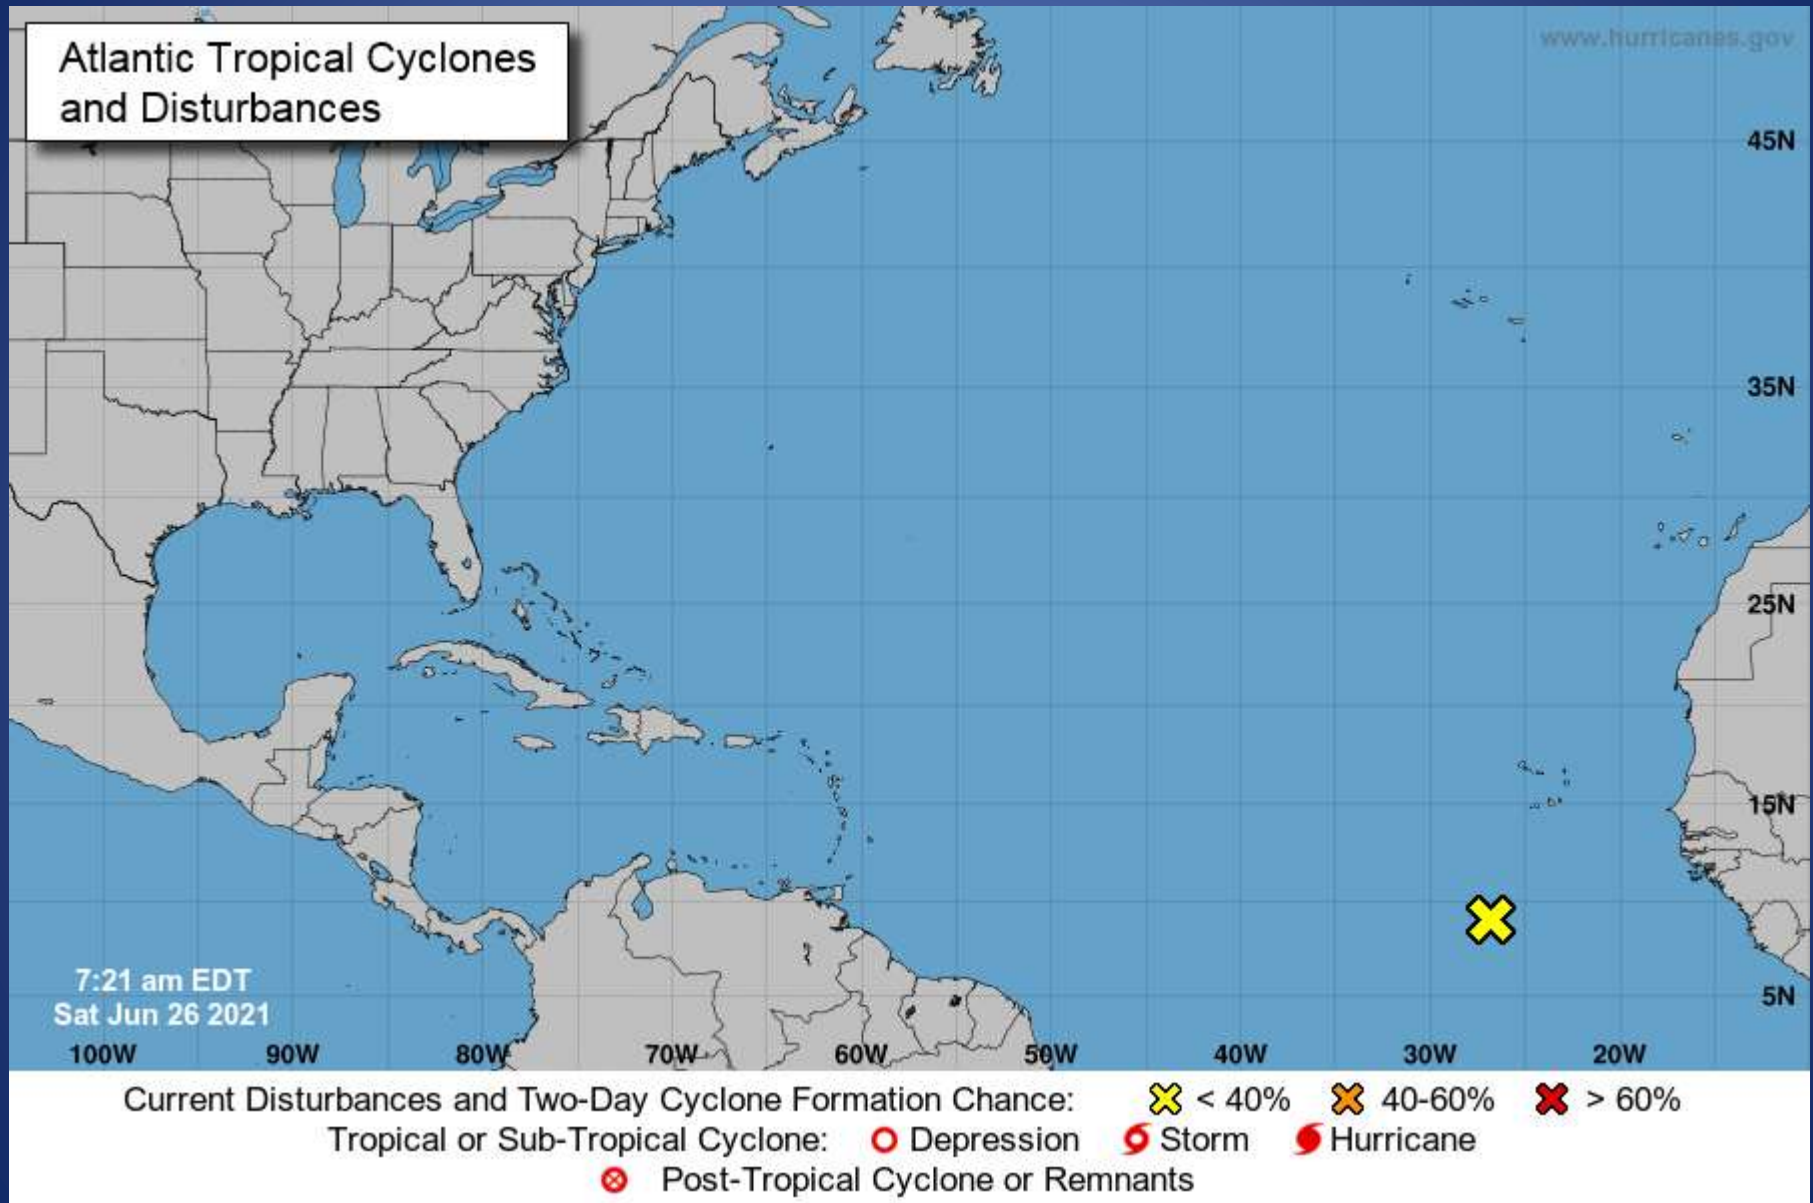 Atlantic Tropical Cyclones
and Disturbances
www.hurricanes.gov
45N
35N
25N
15N
5N
7:21 am EDT
Sat Jun 26 2021
100W 90W 80W 70W 60W 50W 40W 30W 20W
Current Disturbances and Two-Day Cyclone Formation Chance: < 40% 40-60% > 60%
Tropical or Sub-Tropical Cyclone: Depression Storm Hurricane
Post-Tropical Cyclone or Remnants